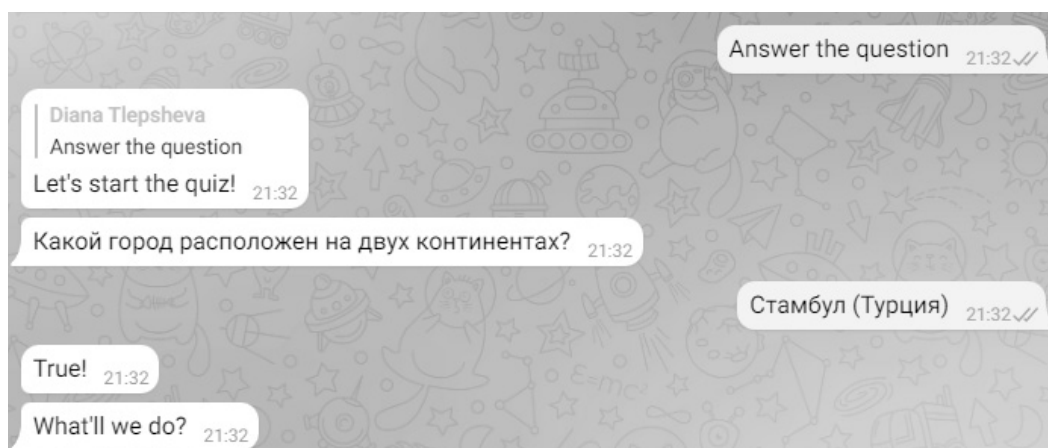 Answer the question 21:32
Diana Tlepsheva
Answer the question
Let's start the quiz! 21:32
Какой город расположен на двух континентах? 21:32
Стамбул (Турция) 21:32
True! 21:32
What'll we do? 21:32
E=mc²